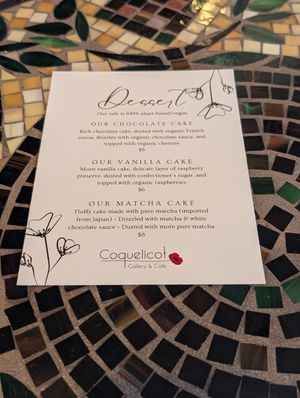 Dessert
Our cafe is 100% plant-based/vegan
OUR CHOCOLATE CAKE
Rich chocolate cake, dusted with organic French
cocoa, drizzles with organic chocolate sauce, and
topped with organic cherries
$8
OUR VANILLA CAKE
Moist vanilla cake, delicate layer of raspberry
preserve, dusted with confectioner's sugar, and
topped with organic raspberries
$6
OUR MATCHA CAKE
Fluffy cake made with pure matcha (imported
from Japan) - Drizzled with matcha & white
chocolate sauce - Dusted with more pure matcha
$8
Coquelicot
Gallery & Cafe